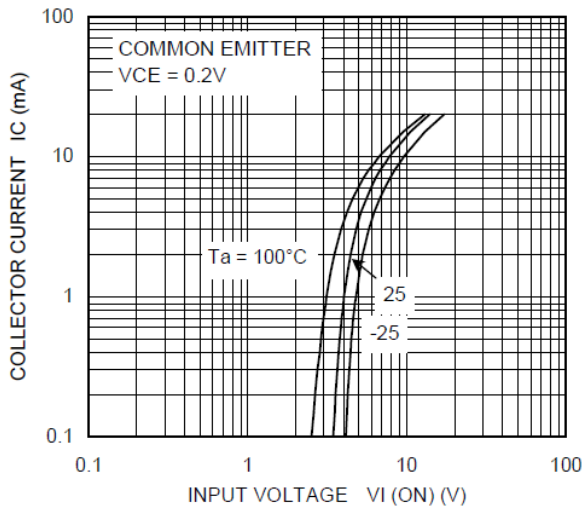 100
COMMON EMITTER
VCE = 0.2V
10
Ta = 100°C
1
25
-25
0.1
0.1
1
10
100
COLLECTOR CURRENT IC (mA)
INPUT VOLTAGE VI (ON) (V)